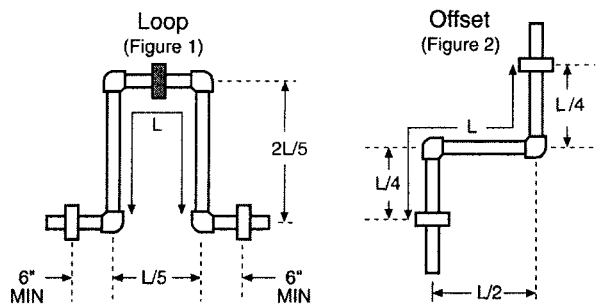 Loop
(Figure 1)
L
2L/5
6"
MIN
L/5
6"
MIN
Offset
(Figure 2)
L/4
L
L/4
L/2